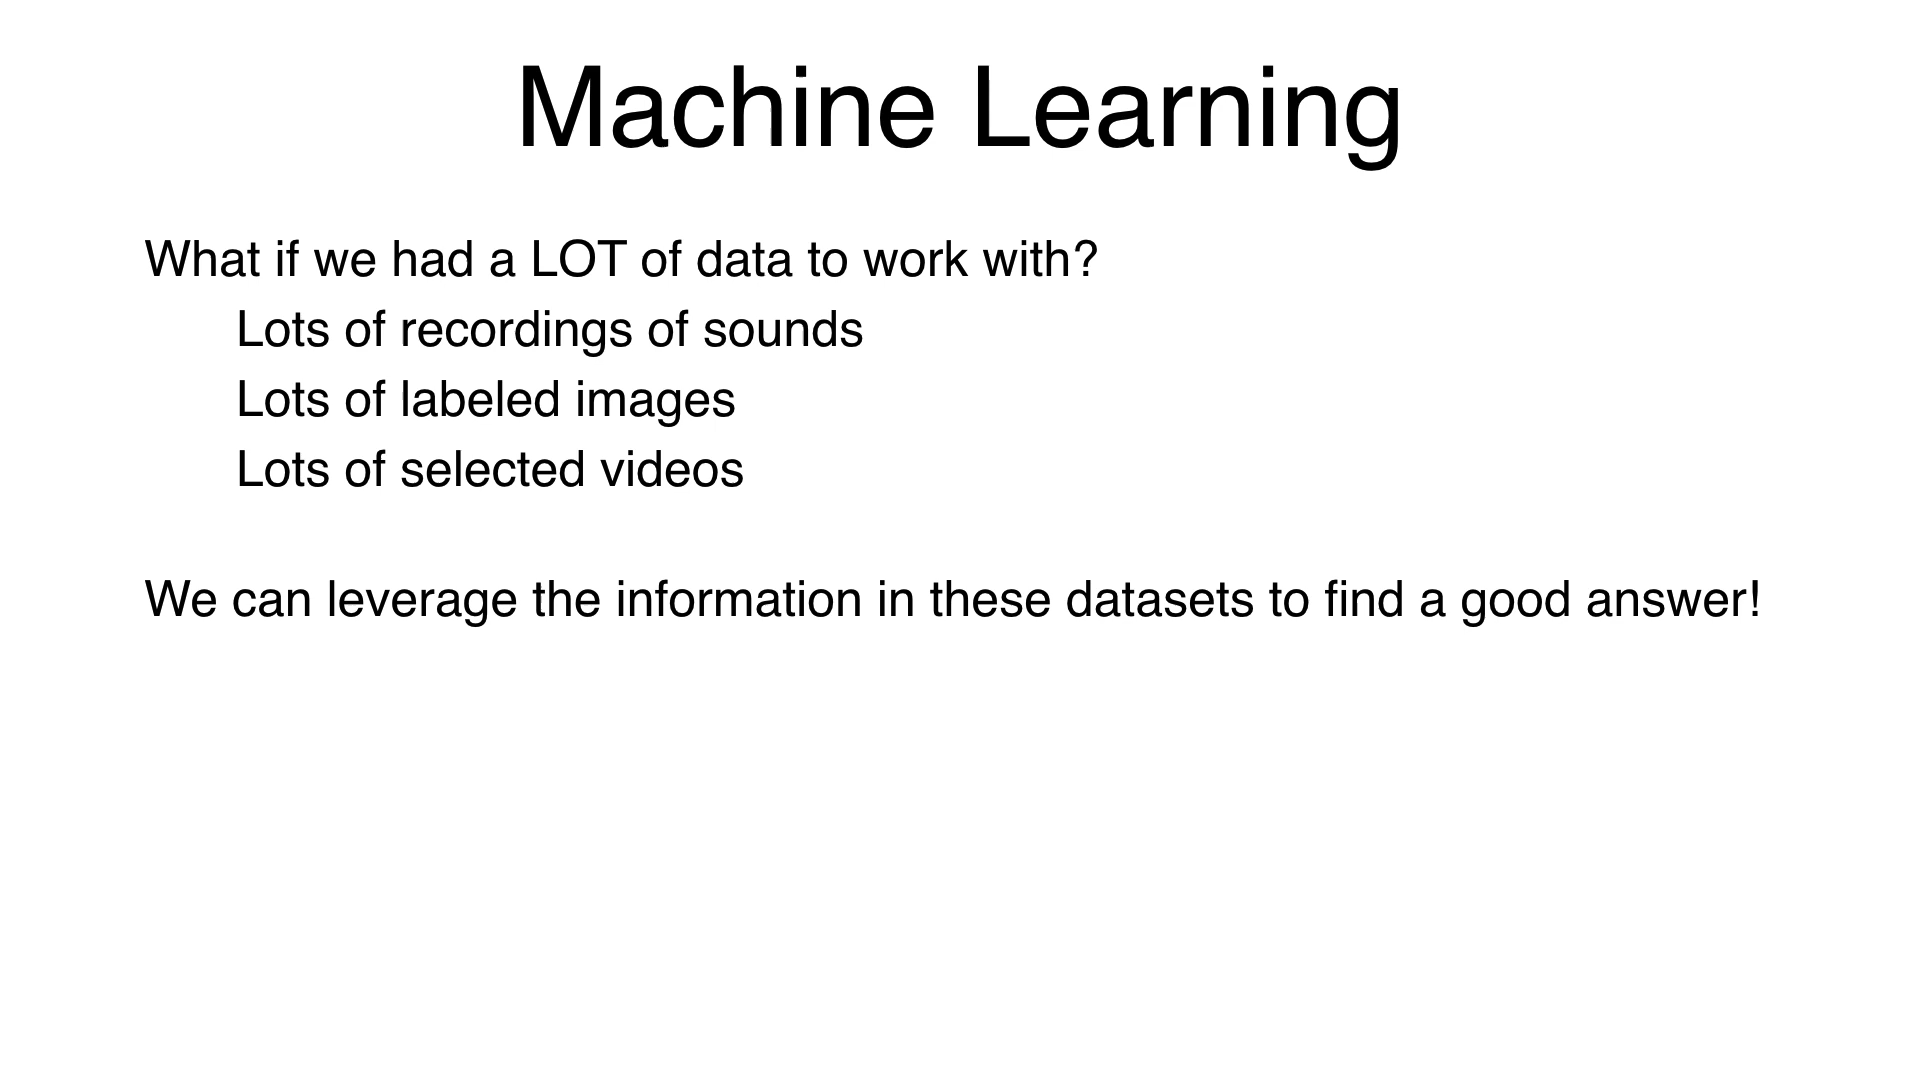 Machine Learning
What if we had a LOT of data to work with?
Lots of recordings of sounds
Lots of labeled images
Lots of selected videos
We can leverage the information in these datasets to find a good answer!